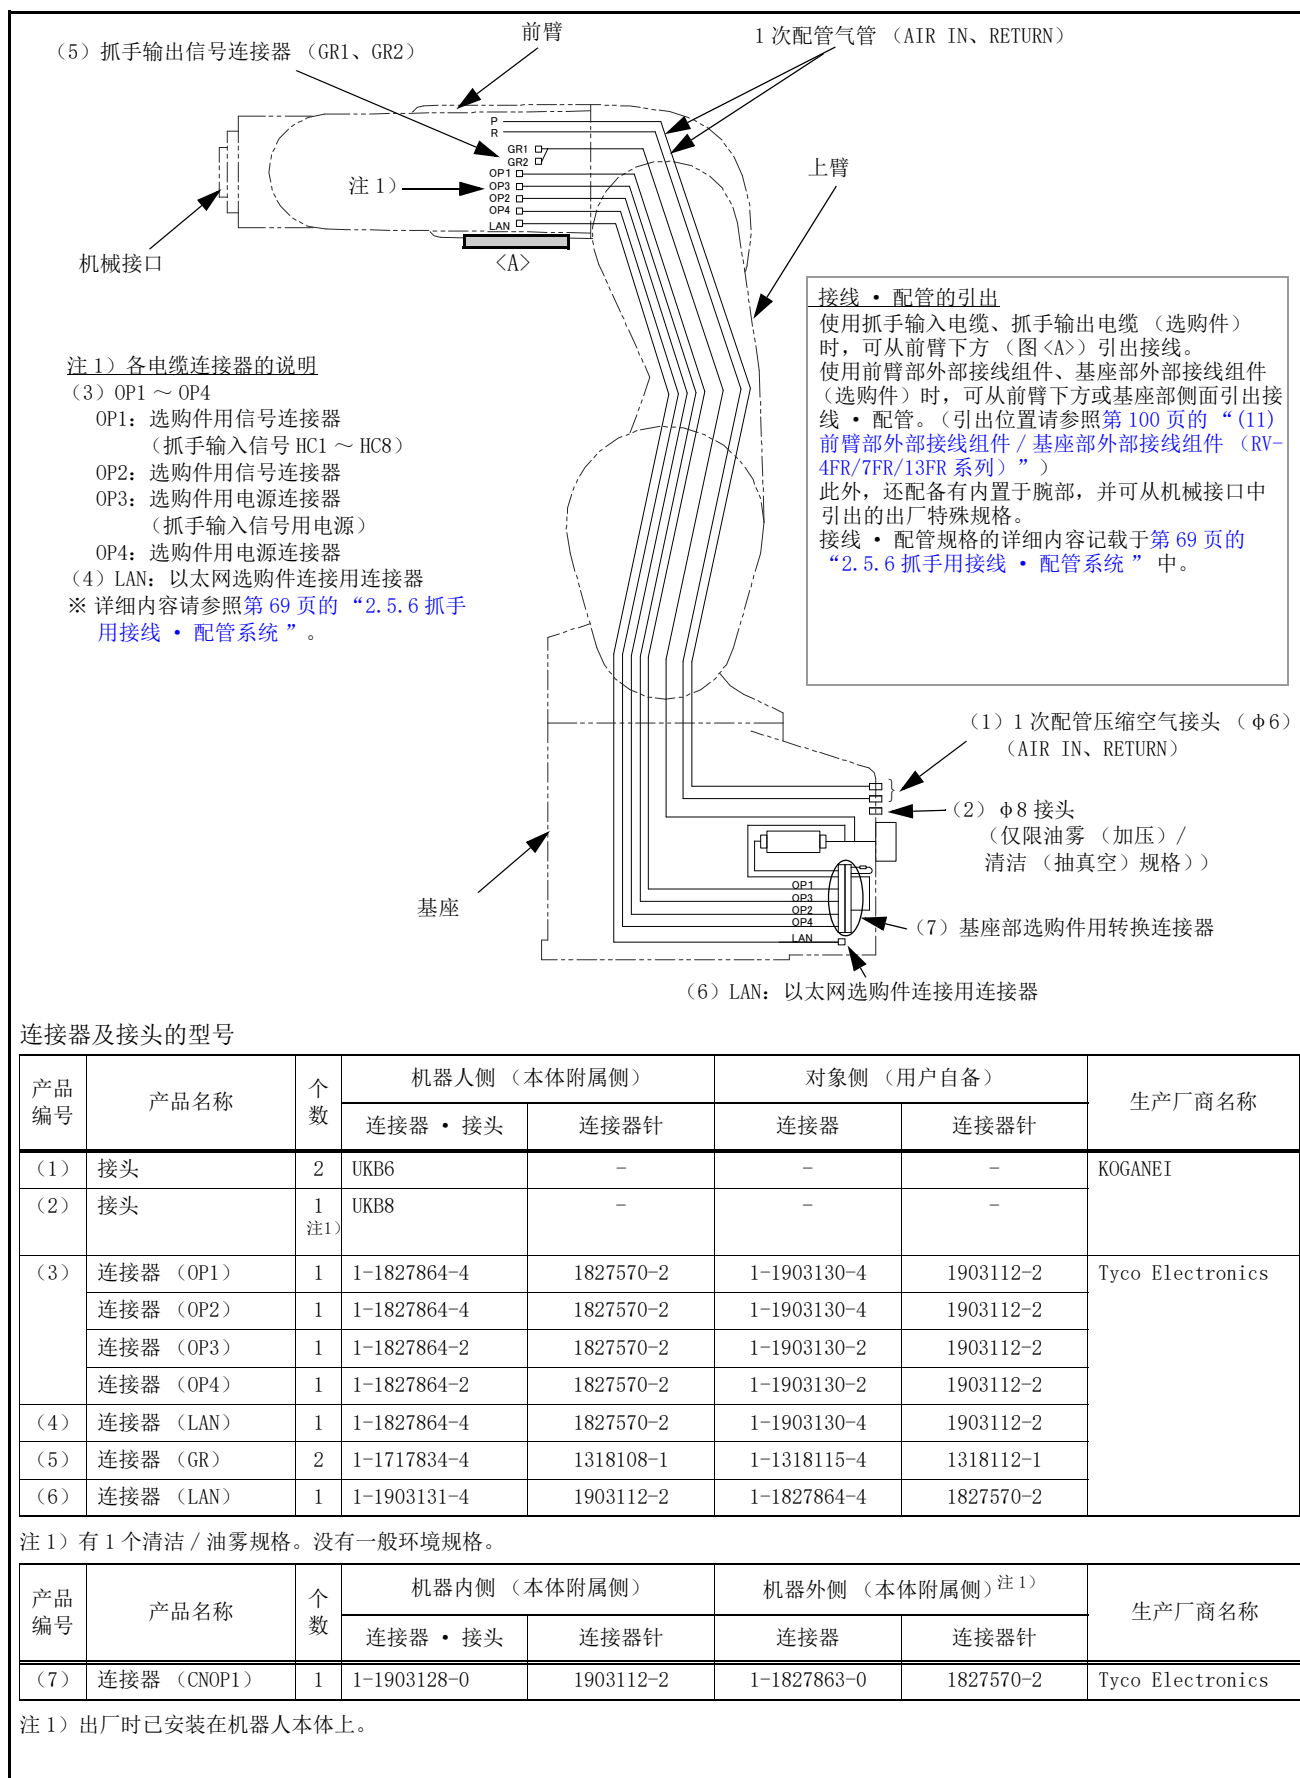 （5）抓手输出信号连接器 （GR1、GR2）
前臂
1 次配管气管 （AIR IN、RETURN）
P
R
GR1
GR2
OP1
OP3
OP2
OP4
LAN
注 1）
上臂
机械接口
<A>
接线 • 配管的引出
使用抓手输入电缆、抓手输出电缆 （选购件）
时，可从前臂下方 （图 <A>）引出接线。
使用前臂部外部接线组件、基座部外部接线组件
（选购件）时，可从前臂下方或基座部侧面引出接
线 • 配管。（引出位置请参照第 100 页的 “(11)
前臂部外部接线组件 / 基座部外部接线组件 （RV-
4FR/7FR/13FR 系列）”）
此外，还配备有内置于腕部，并可从机械接口中
引出的出厂特殊规格。
接线 • 配管规格的详细内容记载于第 69 页的
“2.5.6 抓手用接线 • 配管系统 ” 中。
注 1）各电缆连接器的说明
（3）OP1 ～ OP4
OP1：选购件用信号连接器
（抓手输入信号 HC1 ～ HC8）
OP2：选购件用信号连接器
OP3：选购件用电源连接器
（抓手输入信号用电源）
OP4：选购件用电源连接器
（4）LAN：以太网选购件连接用连接器
※ 详细内容请参照第 69 页的 “2.5.6 抓手
用接线 • 配管系统 ”。
（1）1 次配管压缩空气接头 （φ6）
（AIR IN、RETURN）
（2） φ8 接头
（仅限油雾 （加压）/
清洁 （抽真空）规格））
基座
OP1
OP3
OP2
OP4
LAN
（7）基座部选购件用转换连接器
（6）LAN：以太网选购件连接用连接器
连接器及接头的型号
产品编号 产品名称 个数 机器人侧 （本体附属侧） 对象侧 （用户自备） 生产厂商名称
连接器 • 接头 连接器针 连接器 连接器针
（1） 接头 2 UKB6 － － － KOGANEI
（2） 接头 1 注1） UKB8 － － －
（3） 连接器 （OP1） 1 1-1827864-4 1827570-2 1-1903130-4 1903112-2 Tyco Electronics
连接器 （OP2） 1 1-1827864-4 1827570-2 1-1903130-4 1903112-2
连接器 （OP3） 1 1-1827864-2 1827570-2 1-1903130-2 1903112-2
连接器 （OP4） 1 1-1827864-2 1827570-2 1-1903130-2 1903112-2
（4） 连接器 （LAN） 1 1-1827864-4 1827570-2 1-1903130-4 1903112-2
（5） 连接器 （GR） 2 1-1717834-4 1318108-1 1-1318115-4 1318112-1
（6） 连接器 （LAN） 1 1-1903131-4 1903112-2 1-1827864-4 1827570-2
注 1）有 1 个清洁 / 油雾规格。没有一般环境规格。
产品编号 产品名称 个数 机器内侧 （本体附属侧） 机器外侧 （本体附属侧）注 1） 生产厂商名称
连接器 • 接头 连接器针 连接器 连接器针
（7） 连接器 （CNOP1） 1 1-1903128-0 1903112-2 1-1827863-0 1827570-2 Tyco Electronics
注 1）出厂时已安装在机器人本体上。